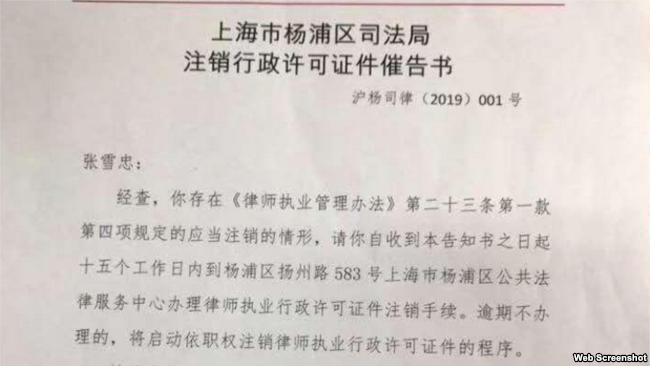 上海市杨浦区司法局
注销行政许可证件催告书
沪杨司律（2019）001 号
张雪忠：
经查，你存在《律师执业管理办法》第二十三条第一款
第四项规定的应当注销的情形，请你自收到本告知书之日起
十五个工作日内到杨浦区扬州路 583 号上海市杨浦区公共法
律服务中心办理律师执业行政许可证件注销手续。逾期不办
理的，将启动依职权注销律师执业行政许可证件的程序。
Web Screenshot